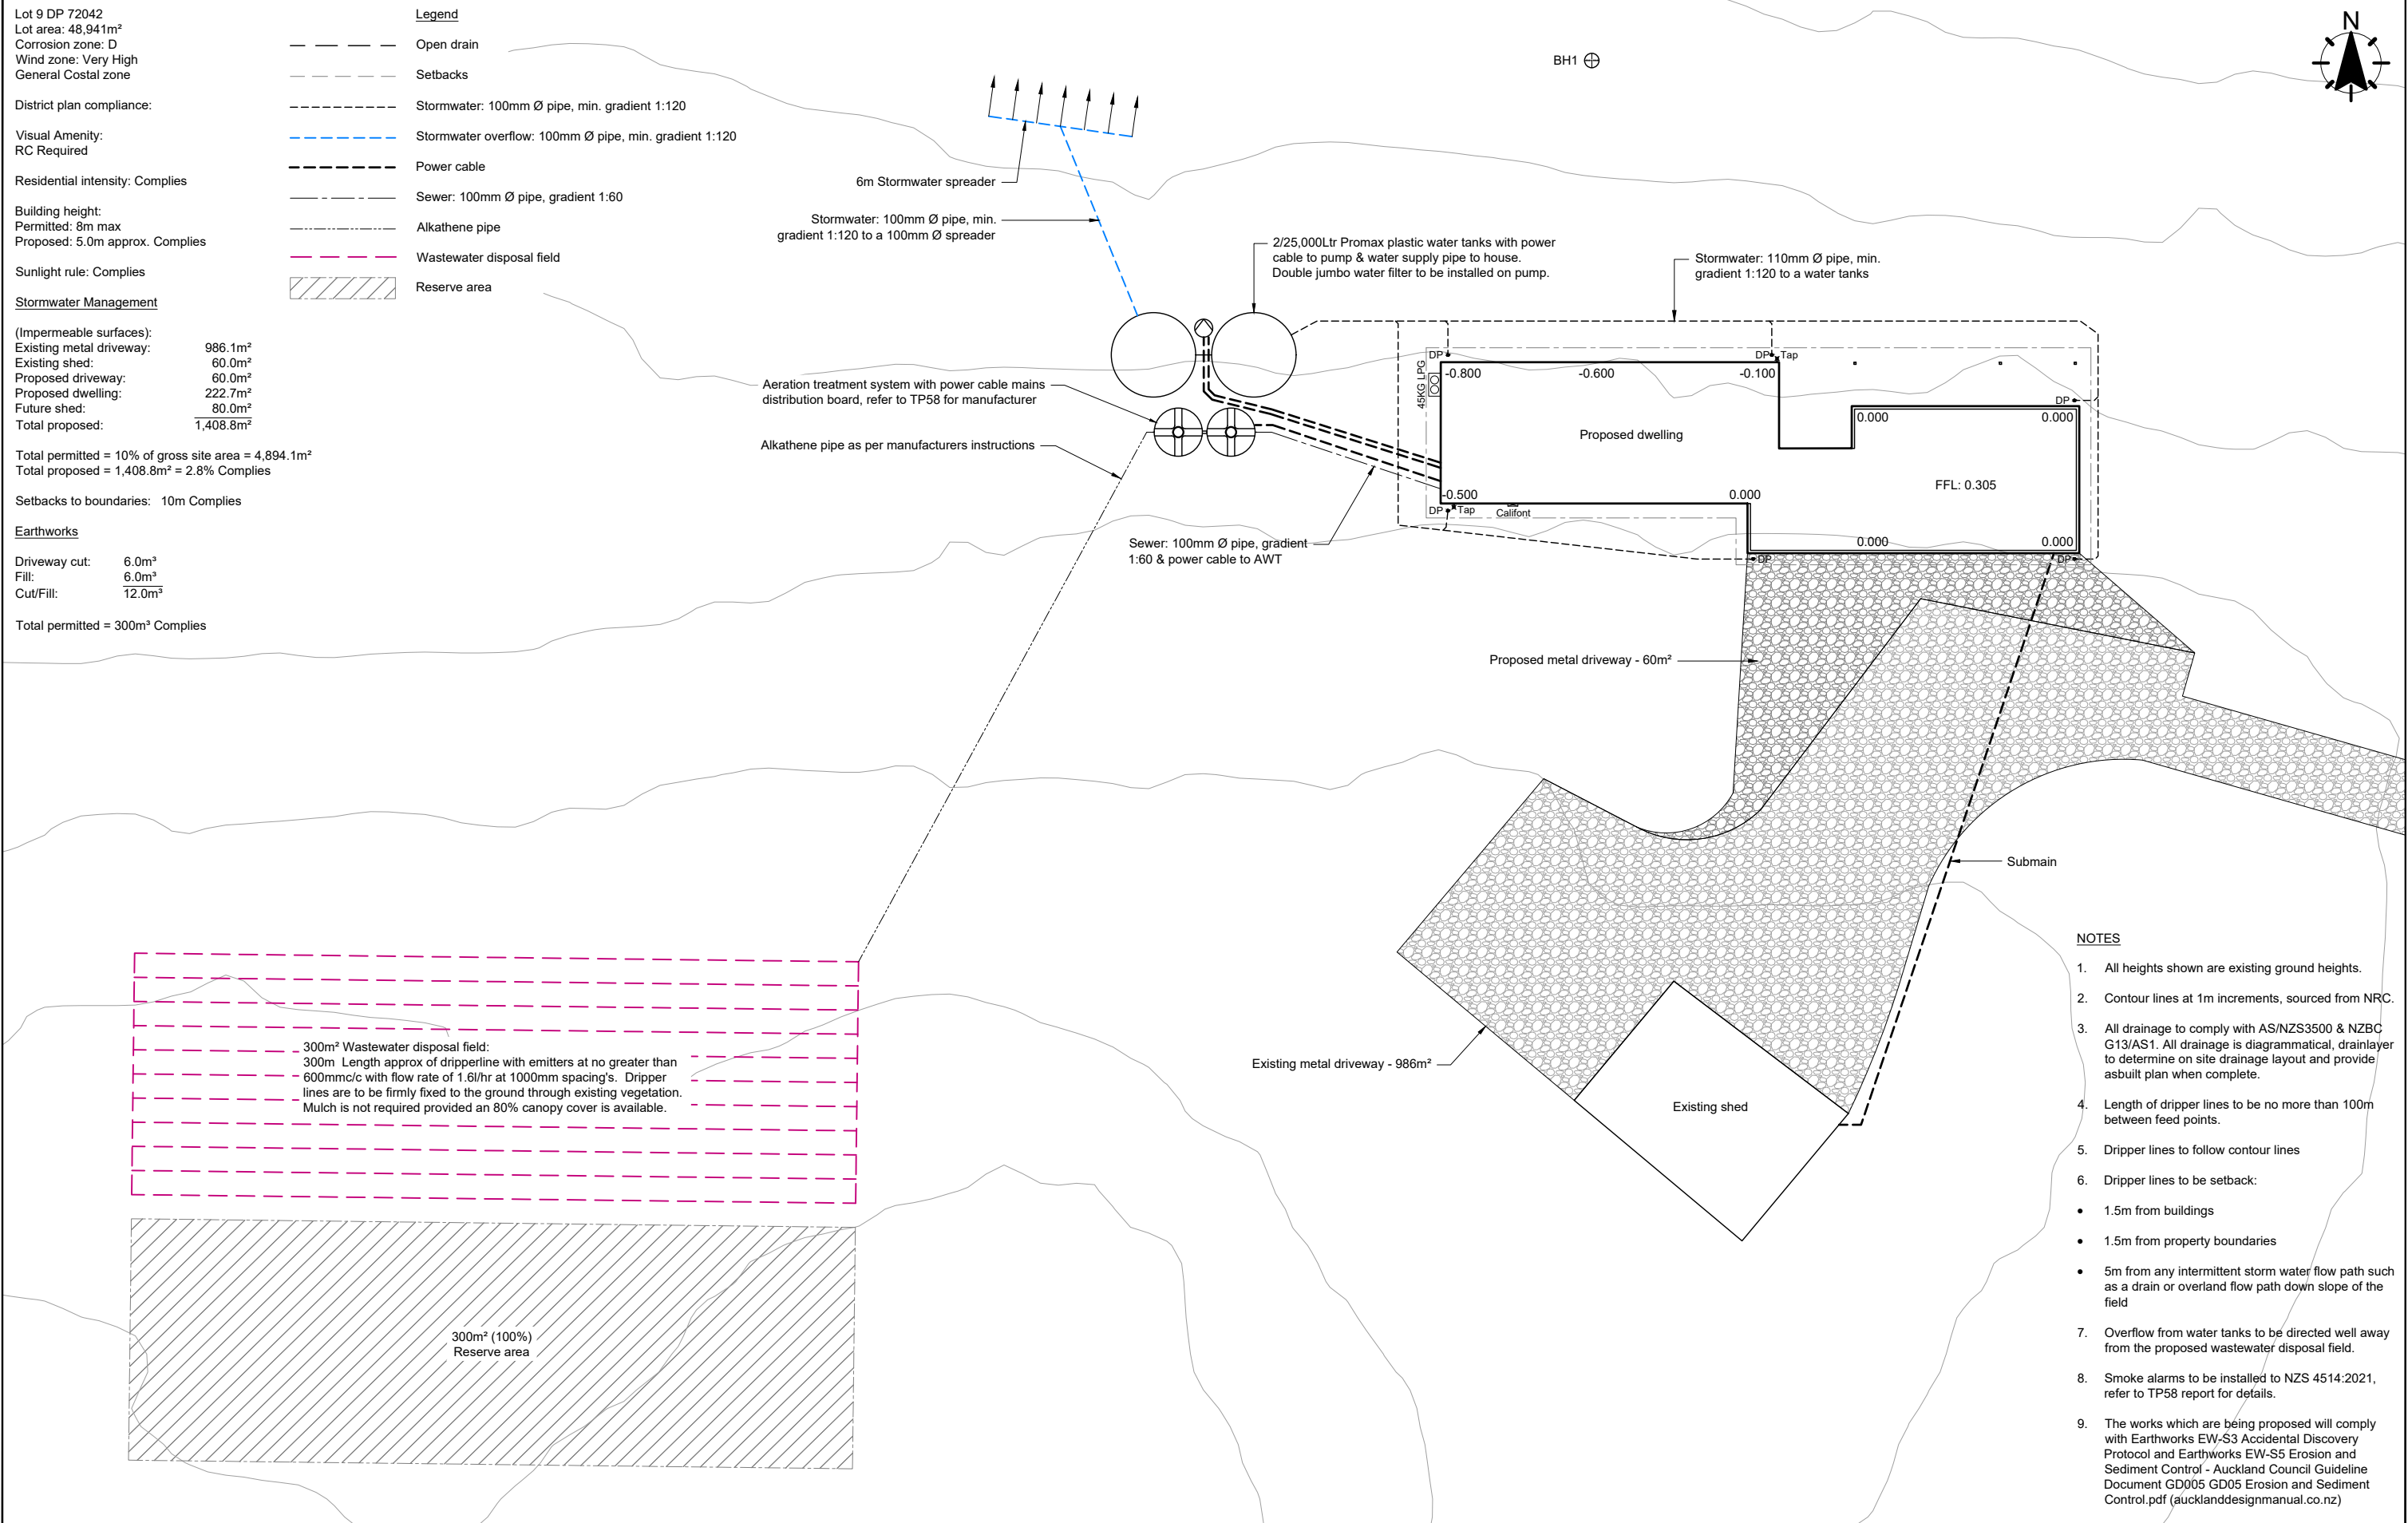 Lot 9 DP 72042
Lot area: 48,941m²
Corrosion zone: D
Wind zone: Very High
General Costal zone
District plan compliance:
Visual Amenity:
RC Required
Residential intensity: Complies
Building height:
Permitted: 8m max
Proposed: 5.0m approx. Complies
Sunlight rule: Complies
Stormwater Management
(Impermeable surfaces):
Existing metal driveway: 986.1m²
Existing shed: 60.0m²
Proposed driveway: 60.0m²
Proposed dwelling: 222.7m²
Future shed: 80.0m²
Total proposed: 1,408.8m²
Total permitted = 10% of gross site area = 4,894.1m²
Total proposed = 1,408.8m² = 2.8% Complies
Setbacks to boundaries: 10m Complies
Earthworks
Driveway cut: 6.0m³
Fill: 6.0m³
Cut/Fill: 12.0m³
Total permitted = 300m³ Complies
Legend
Open drain
Setbacks
Stormwater: 100mm Ø pipe, min. gradient 1:120
Stormwater overflow: 100mm Ø pipe, min. gradient 1:120
Power cable
Sewer: 100mm Ø pipe, gradient 1:60
Alkathene pipe
Wastewater disposal field
Reserve area
BH1
N
6m Stormwater spreader
Stormwater: 100mm Ø pipe, min.
gradient 1:120 to a 100mm Ø spreader
2/25,000Ltr Promax plastic water tanks with power
cable to pump & water supply pipe to house.
Double jumbo water filter to be installed on pump.
Stormwater: 110mm Ø pipe, min.
gradient 1:120 to a water tanks
Aeration treatment system with power cable mains
distribution board, refer to TP58 for manufacturer
Alkathene pipe as per manufacturers instructions
Sewer: 100mm Ø pipe, gradient
1:60 & power cable to AWT
DP
DP
Tap
45KG LPG
-0.800
-0.600
-0.100
DP
0.000
0.000
Proposed dwelling
FFL: 0.305
-0.500
0.000
DP
Tap
Califont
0.000
0.000
DP
DP
Proposed metal driveway - 60m²
Submain
Existing metal driveway - 986m²
Existing shed
300m² Wastewater disposal field:
300m Length approx of dripperline with emitters at no greater than
600mmc/c with flow rate of 1.6l/hr at 1000mm spacing's. Dripper
lines are to be firmly fixed to the ground through existing vegetation.
Mulch is not required provided an 80% canopy cover is available.
300m² (100%)
Reserve area
NOTES
1. All heights shown are existing ground heights.
2. Contour lines at 1m increments, sourced from NRC.
3. All drainage to comply with AS/NZS3500 & NZBC
G13/AS1. All drainage is diagrammatical, drainlayer
to determine on site drainage layout and provide
asbuilt plan when complete.
4. Length of dripper lines to be no more than 100m
between feed points.
5. Dripper lines to follow contour lines
6. Dripper lines to be setback:
• 1.5m from buildings
• 1.5m from property boundaries
• 5m from any intermittent storm water flow path such
as a drain or overland flow path down slope of the
field
7. Overflow from water tanks to be directed well away
from the proposed wastewater disposal field.
8. Smoke alarms to be installed to NZS 4514:2021,
refer to TP58 report for details.
9. The works which are being proposed will comply
with Earthworks EW-S3 Accidental Discovery
Protocol and Earthworks EW-S5 Erosion and
Sediment Control - Auckland Council Guideline
Document GD005 GD05 Erosion and Sediment
Control.pdf (aucklanddesignmanual.co.nz)